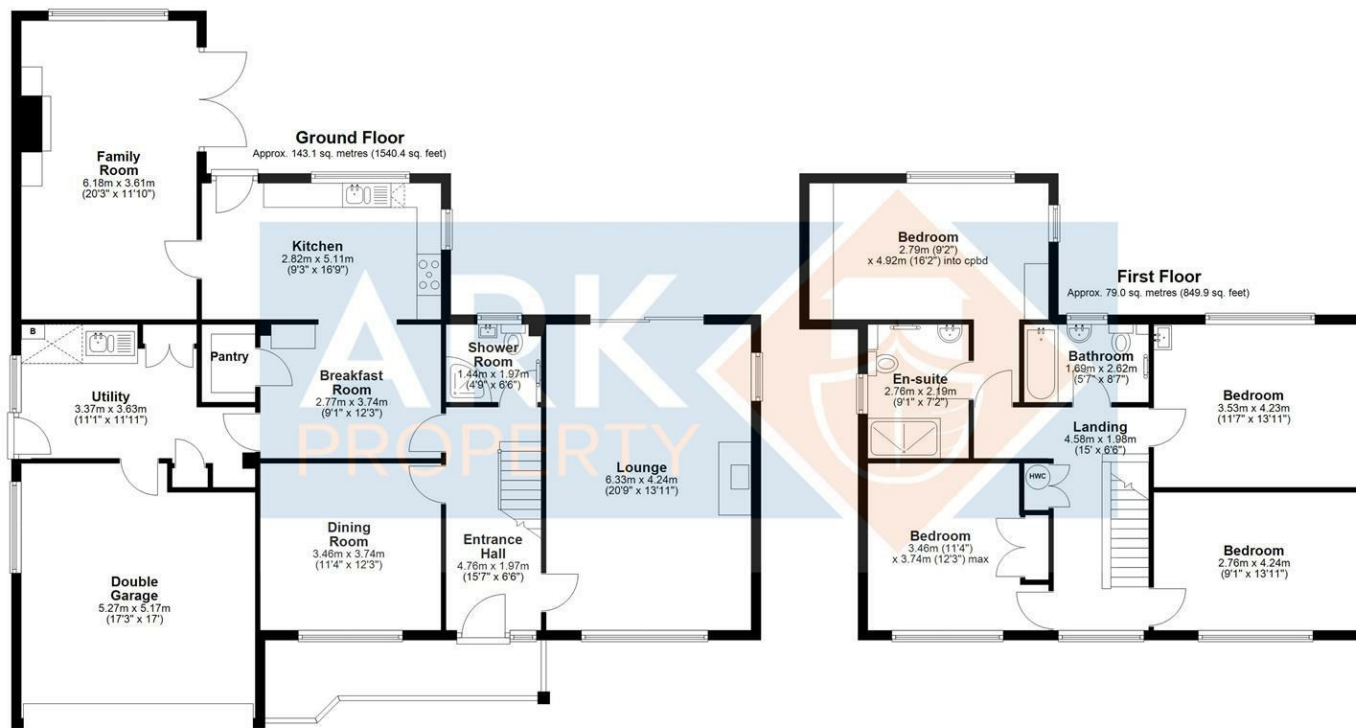 Ground Floor
Approx. 143.1 sq. metres (1540.4 sq. feet)
Family
Room
6.18m x 3.61m
(20'3" x 11'10")
Kitchen
2.82m x 5.11m
(9'3" x 16'9")
B
Utility
3.37m x 3.63m
(11'1" x 11'11")
Pantry
Breakfast
Room
2.77m x 3.74m
(9'1" x 12'3")
Shower
Room
1.44m x 1.97m
(4'9" x 6'6")
Lounge
6.33m x 4.24m
(20'9" x 13'11")
Dining
Room
3.46m x 3.74m
(11'4" x 12'3")
Entrance
Hall
4.76m x 1.97m
(15'7" x 6'6")
Double
Garage
5.27m x 5.17m
(17'3" x 17')
First Floor
Approx. 79.0 sq. metres (849.9 sq. feet)
Bedroom
2.79m (9'2")
x 4.92m (16'2") into cpbd
En-suite
2.76m x 2.19m
(9'1" x 7'2")
Bathroom
1.69m x 2.62m
(5'7" x 8'7")
Bedroom
3.53m x 4.23m
(11'7" x 13'11")
Landing
4.58m x 1.98m
(15' x 6'6")
HWC
Bedroom
3.46m (11'4")
x 3.74m (12'3") max
Bedroom
2.76m x 4.24m
(9'1" x 13'11")
ARK
PROPERTY